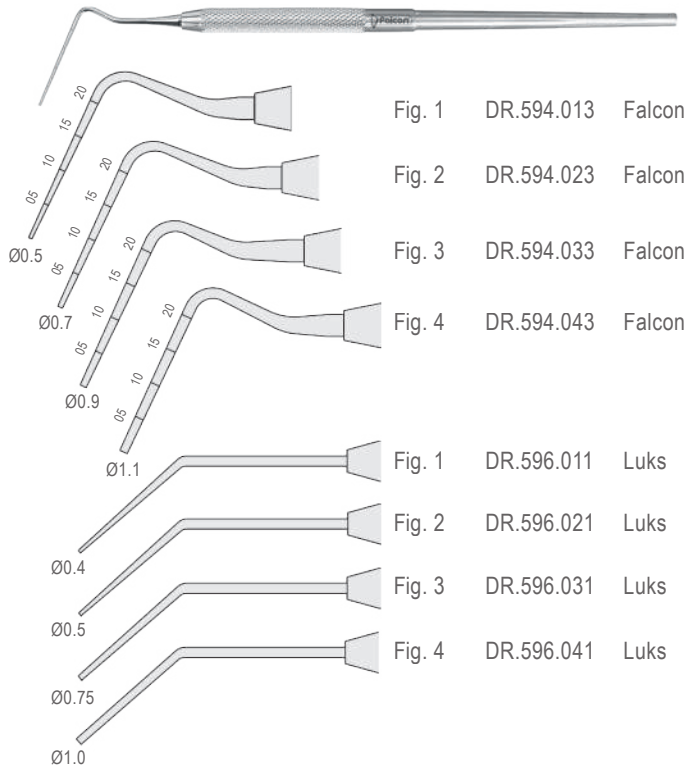 Falcon
20
15
10
05
Ø0.5
Fig. 1 DR.594.013 Falcon
20
15
10
05
Ø0.7
Fig. 2 DR.594.023 Falcon
20
15
10
05
Ø0.9
Fig. 3 DR.594.033 Falcon
20
15
10
05
Ø1.1
Fig. 4 DR.594.043 Falcon
Ø0.4
Fig. 1 DR.596.011 Luks
Ø0.5
Fig. 2 DR.596.021 Luks
Ø0.75
Fig. 3 DR.596.031 Luks
Ø1.0
Fig. 4 DR.596.041 Luks